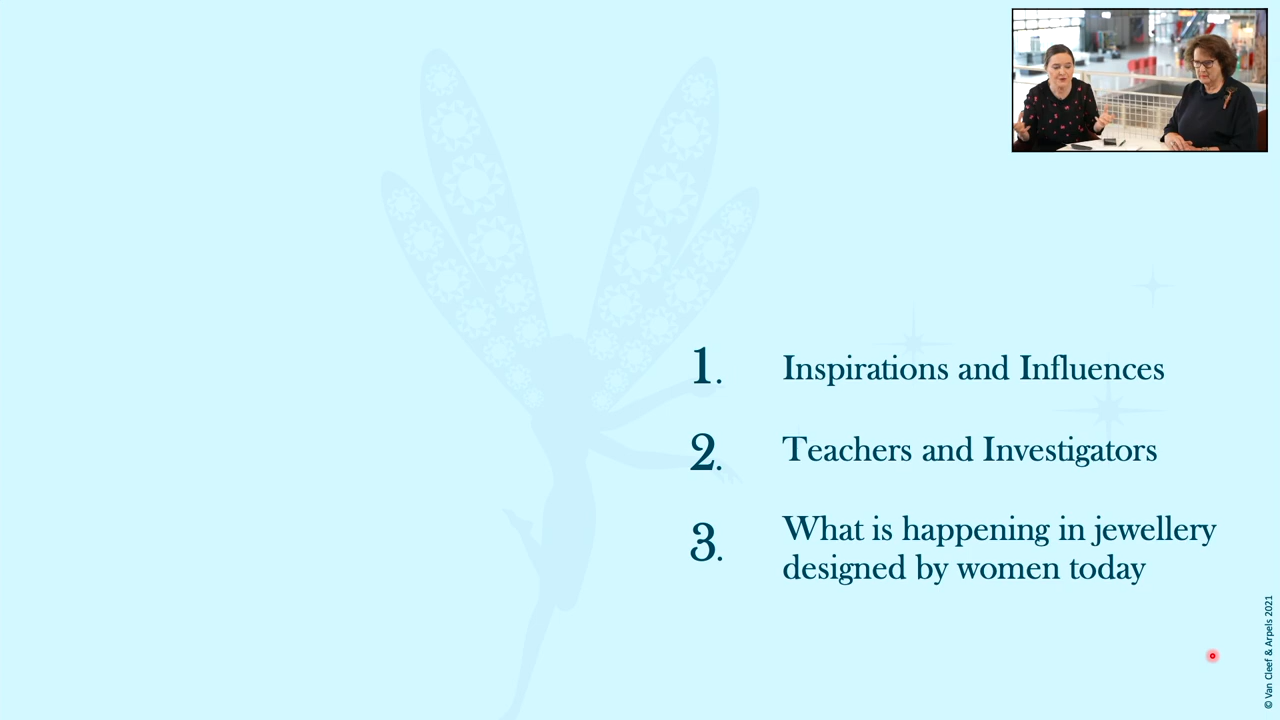 1. Inspirations and Influences
2. Teachers and Investigators
3. What is happening in jewellery
designed by women today
© Van Cleef & Arpels 2021